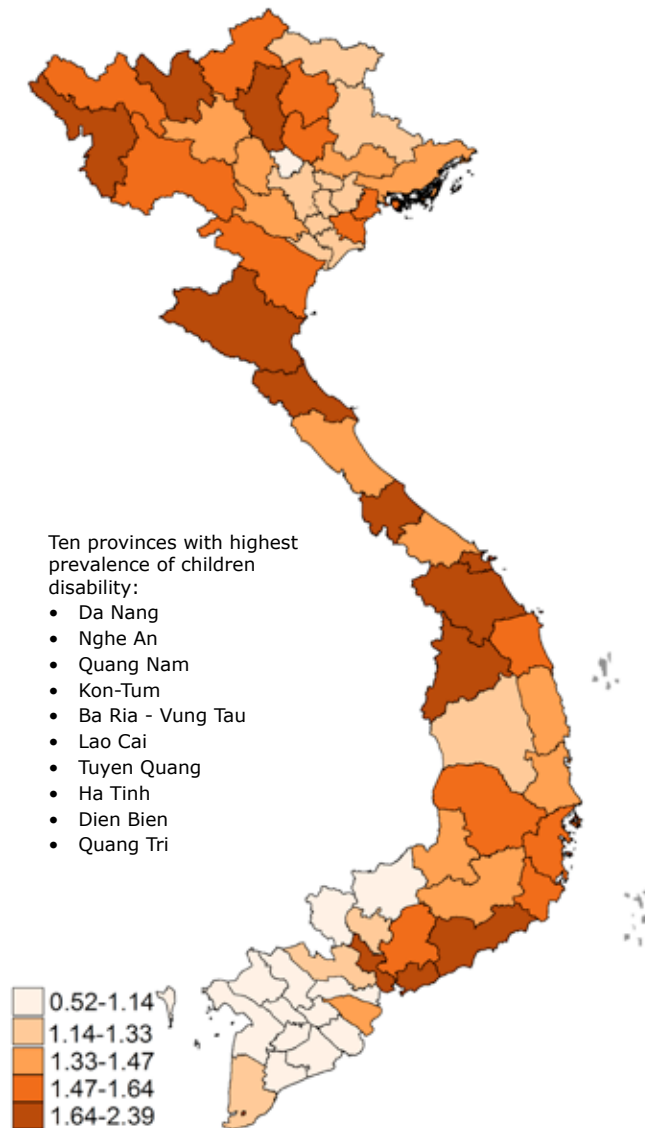 Ten provinces with highest
prevalence of children
disability:
• Da Nang
• Nghe An
• Quang Nam
• Kon-Tum
• Ba Ria - Vung Tau
• Lao Cai
• Tuyen Quang
• Ha Tinh
• Dien Bien
• Quang Tri
0.52-1.14
1.14-1.33
1.33-1.47
1.47-1.64
1.64-2.39